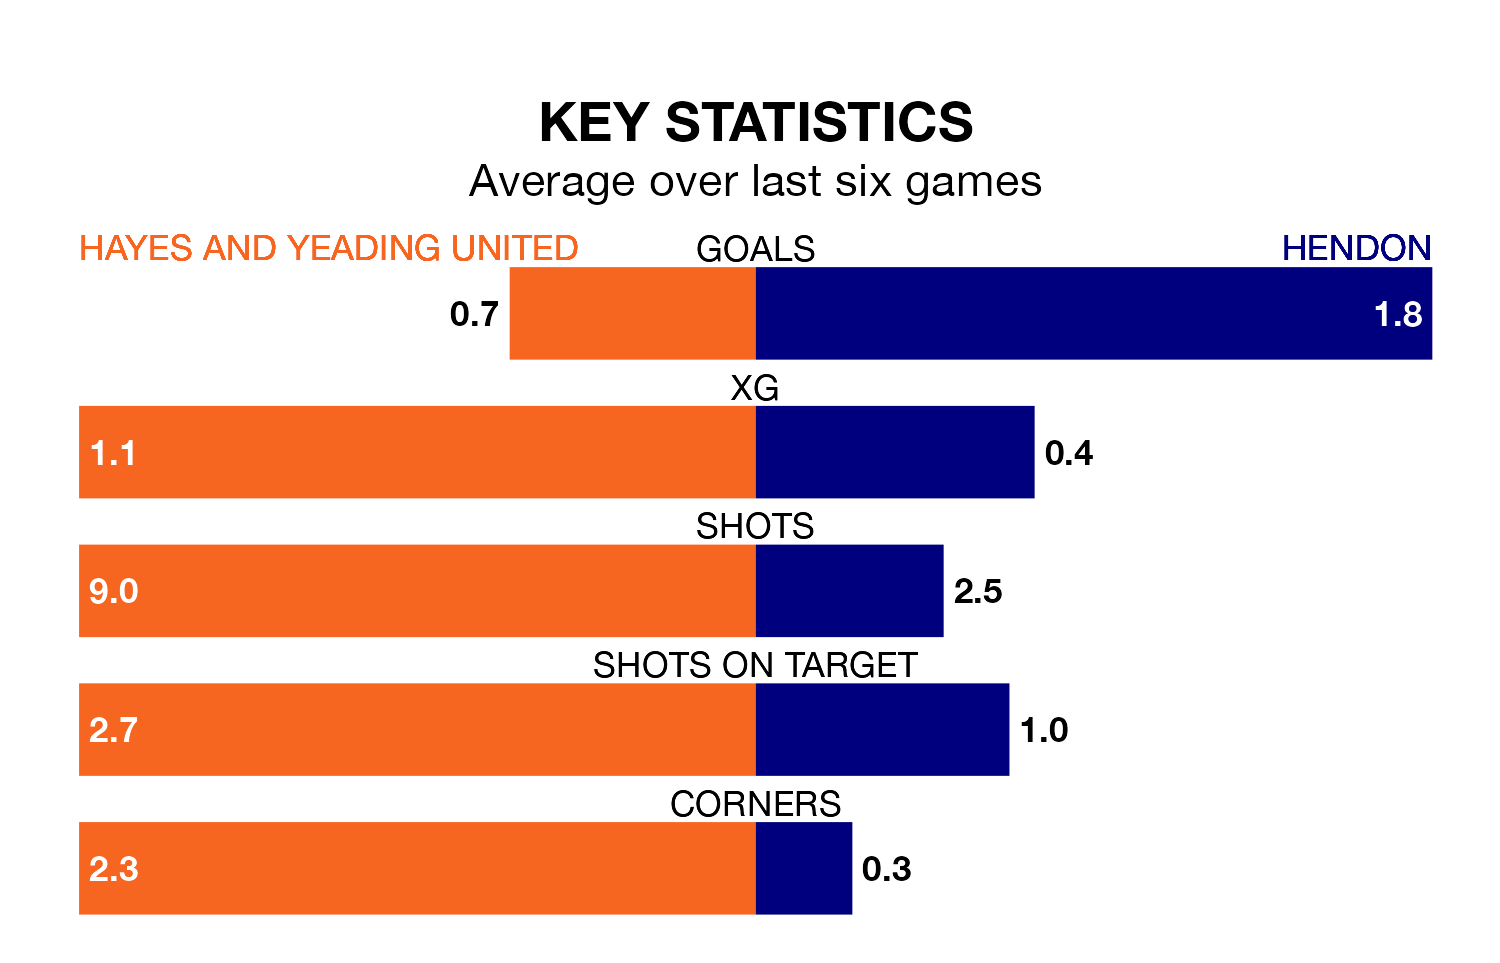 KEY STATISTICS
Average over last six games
HAYES AND YEADING UNITED GOALS HENDON
0.7 1.8
XG
1.1 0.4
SHOTS
9.0 2.5
SHOTS ON TARGET
2.7 1.0
CORNERS
2.3 0.3